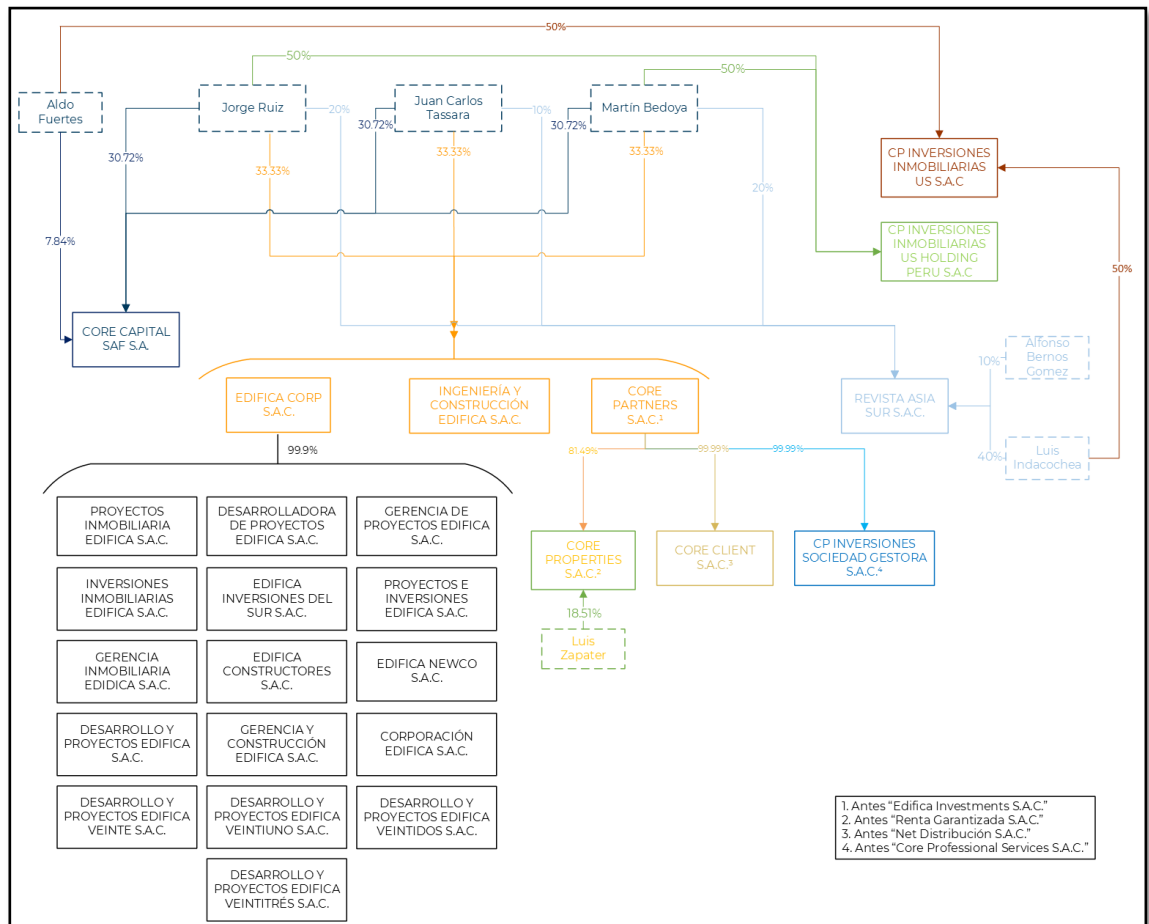 50%
50%
50%
Aldo
Fuertes
Jorge Ruiz
20%
Juan Carlos
Tassara
10%
Martín Bedoya
30.72%
30.72%
30.72%
33.33%
33.33%
33.33%
20%
CP INVERSIONES
INMOBILIARIAS
US S.A.C
7.84%
CP INVERSIONES
INMOBILIARIAS
US HOLDING
PERU S.A.C
50%
CORE CAPITAL
SAF S.A.
Alfonso
Bernos
Gomez
10%
EDIFICA CORP
S.A.C.
INGENIERÍA Y
CONSTRUCCIÓN
EDIFICA S.A.C.
CORE
PARTNERS
S.A.C.¹
REVISTA ASIA
SUR S.A.C.
Luis
Indacochea
40%
99.9%
81.49%
99.99%
99.99%
PROYECTOS
INMOBILIARIA
EDIFICA S.A.C.
DESARROLLADORA
DE PROYECTOS
EDIFICA S.A.C.
GERENCIA DE
PROYECTOS EDIFICA
S.A.C.
CORE
PROPERTIES
S.A.C.²
CORE CLIENT
S.A.C.³
CP INVERSIONES
SOCIEDAD GESTORA
S.A.C.⁴
INVERSIONES
INMOBILIARIAS
EDIFICA S.A.C.
EDIFICA
INVERSIONES DEL
SUR S.A.C.
PROYECTOS E
INVERSIONES
EDIFICA S.A.C.
18.51%
Luis
Zapater
GERENCIA
INMOBILIARIA
EDIDICA S.A.C.
EDIFICA
CONSTRUCTORES
S.A.C.
EDIFICA NEWCO
S.A.C.
DESARROLLO Y
PROYECTOS EDIFICA
S.A.C.
GERENCIA Y
CONSTRUCCIÓN
EDIFICA S.A.C.
CORPORACIÓN
EDIFICA S.A.C.
DESARROLLO Y
PROYECTOS EDIFICA
VEINTE S.A.C.
DESARROLLO Y
PROYECTOS EDIFICA
VEINTIUNO S.A.C.
DESARROLLO Y
PROYECTOS EDIFICA
VEINTIDOS S.A.C.
DESARROLLO Y
PROYECTOS EDIFICA
VEINTITRÉS S.A.C.
1. Antes “Edifica Investments S.A.C.”
2. Antes “Renta Garantizada S.A.C.”
3. Antes “Net Distribución S.A.C.”
4. Antes “Core Professional Services S.A.C.”